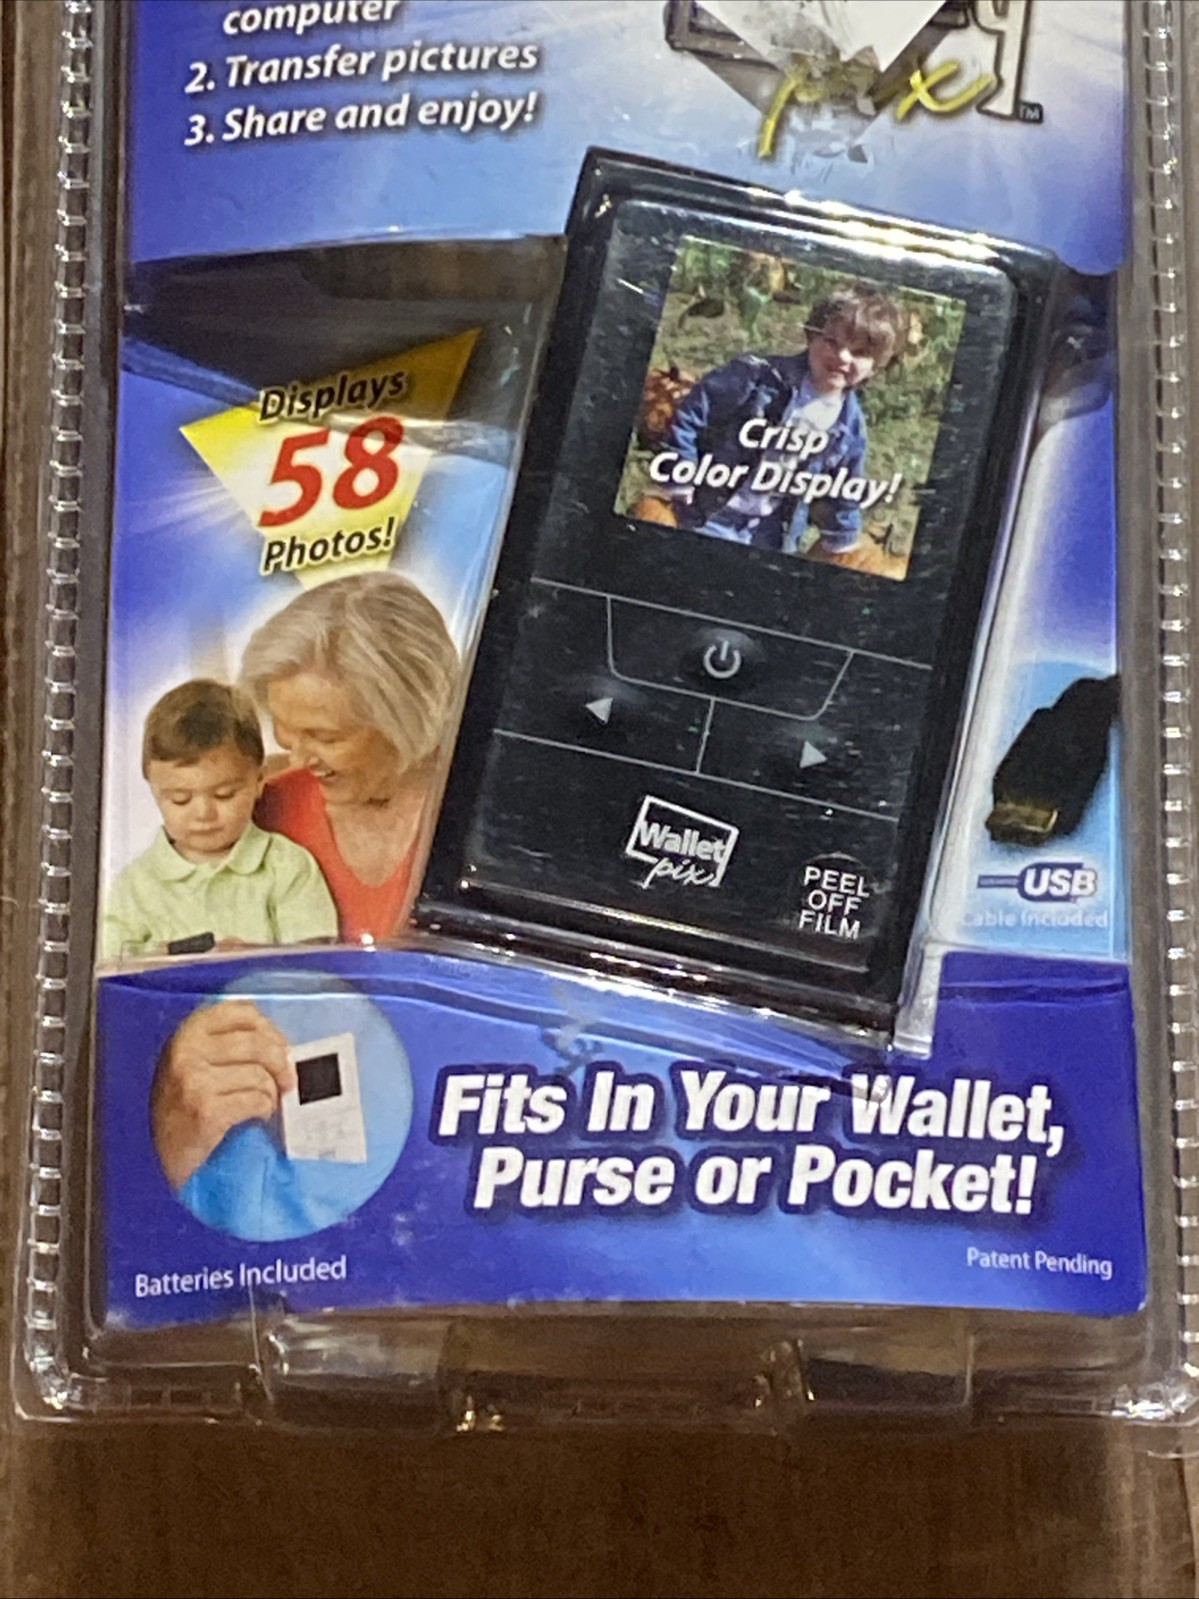 computer
2. Transfer pictures
3. Share and enjoy!
pix
TM
Displays
58
Photos!
Crisp
Color Display!
Wallet
pix
PEEL
OFF
FILM
USB
Cable Included
Fits In Your Wallet,
Purse or Pocket!
Batteries Included
Patent Pending